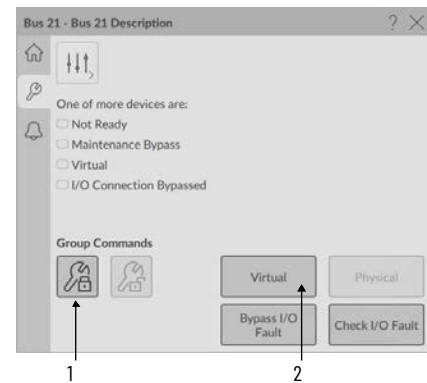 Bus 21 - Bus 21 Description ?
One of more devices are:
Not Ready
Maintenance Bypass
Virtual
I/O Connection Bypassed
Group Commands
Virtual
Physical
Bypass I/O
Fault
Check I/O Fault
1
2